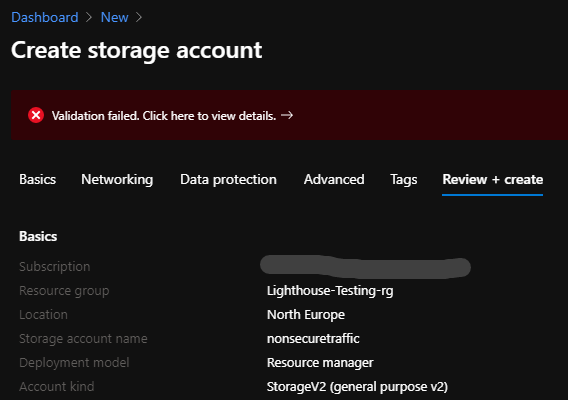 Dashboard > New >
Create storage account
Validation failed. Click here to view details. →
Basics Networking Data protection Advanced Tags Review + create
Basics
Subscription
Resource group Lighthouse-Testing-rg
Location North Europe
Storage account name nonsecuretraffic
Deployment model Resource manager
Account kind StorageV2 (general purpose v2)